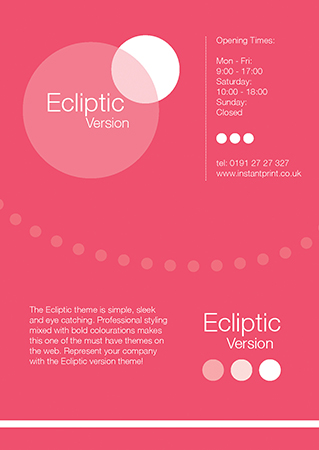 Ecliptic
Version
Opening Times:
Mon - Fri:
9:00 - 17:00
Saturday:
10:00 - 18:00
Sunday:
Closed
tel: 0191 27 27 327
www.instantprint.co.uk
The Ecliptic theme is simple, sleek
and eye catching. Professional styling
mixed with bold colourations makes
this one of the must have themes on
the web. Represent your company
with the Ecliptic version theme!
Ecliptic
Version